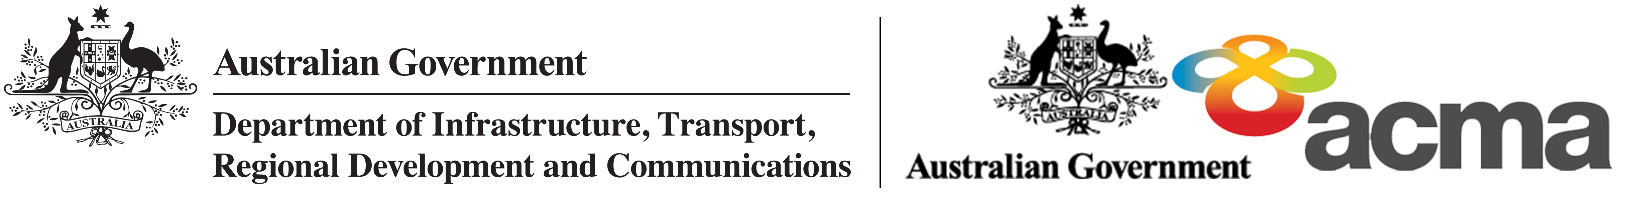 AUSTRALIA
Australian Government
Department of Infrastructure, Transport,
Regional Development and Communications
AUSTRALIA
Australian Government
acma